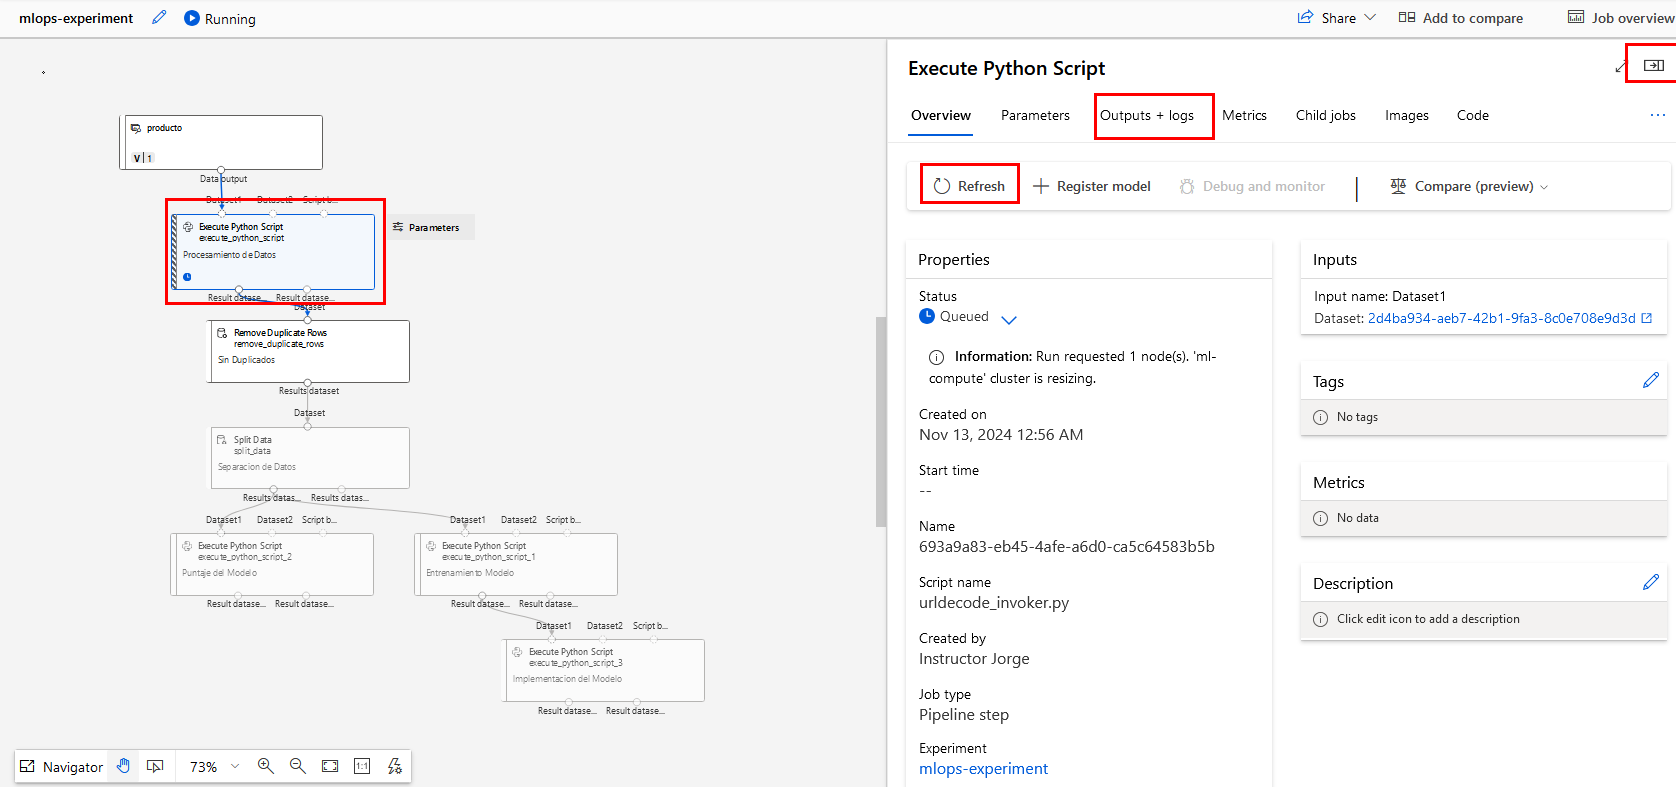 mlops-experiment
Running
Share
Add to compare
Job overview
producto
V | 1
Data output
Dataset1 Dataset2 Script b...
Execute Python Script
execute_python_script
Procesamiento de Datos
Parameters
Result datase... Result datase...
Dataset
Remove Duplicate Rows
remove_duplicate_rows
Sin Duplicados
Results dataset
Dataset
Split Data
split_data
Separacion de Datos
Results datas... Results datas...
Dataset1 Dataset2 Script b...
Execute Python Script
execute_python_script_2
Puntaje del Modelo
Result datase... Result datase...
Dataset1 Dataset2 Script b...
Execute Python Script
execute_python_script_1
Entrenamiento Modelo
Result datase... Result datase...
Dataset1 Dataset2 Script b...
Execute Python Script
execute_python_script_3
Implementacion del Modelo
Result datase... Result datase...
Navigator
73%
1:1
Execute Python Script
Overview Parameters Outputs + logs Metrics Child jobs Images Code
Refresh Register model Debug and monitor Compare (preview)
Properties
Status
Queued
Information: Run requested 1 node(s). 'ml-
compute' cluster is resizing.
Created on
Nov 13, 2024 12:56 AM
Start time
--
Name
693a9a83-eb45-4afe-a6d0-ca5c64583b5b
Script name
urldecode_invoker.py
Created by
Instructor Jorge
Job type
Pipeline step
Experiment
mlops-experiment
Inputs
Input name: Dataset1
Dataset: 2d4ba934-aeb7-42b1-9fa3-8c0e708e9d3d
Tags
No tags
Metrics
No data
Description
Click edit icon to add a description